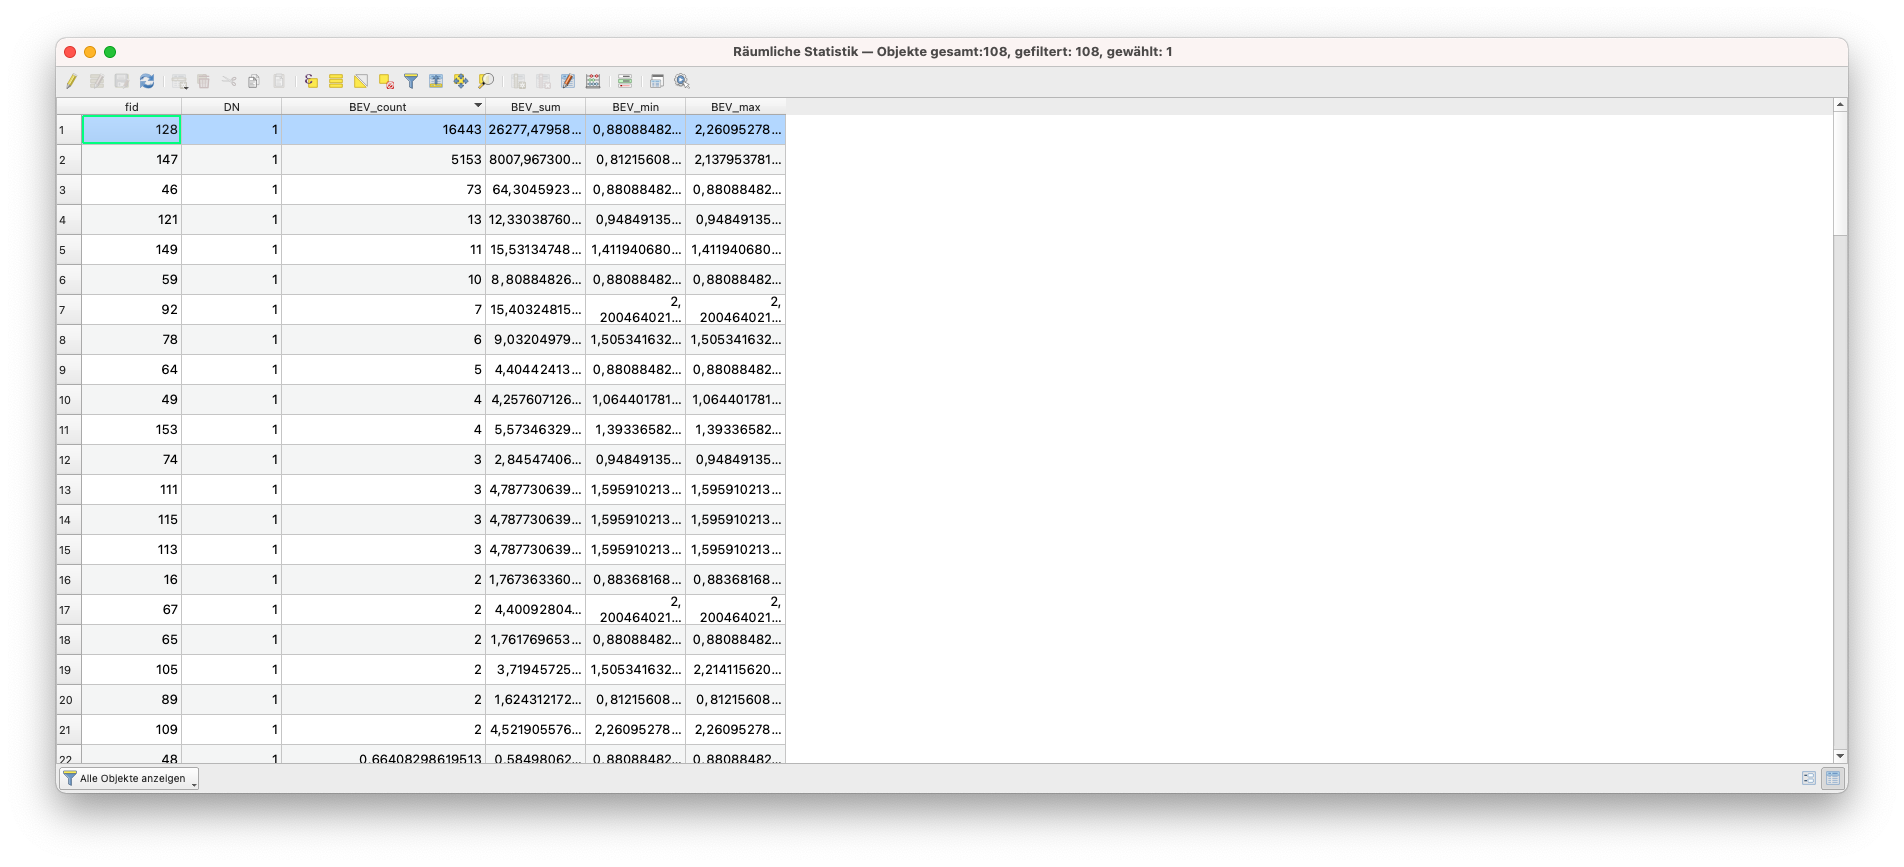 Räumliche Statistik — Objekte gesamt:108, gefiltert: 108, gewählt: 1
fid DN BEV_count BEV_sum BEV_min BEV_max
1 128 1 16443 26277,47958... 0,88088482... 2,26095278...
2 147 1 5153 8007,967300... 0,81215608... 2,137953781...
3 46 1 73 64,3045923... 0,88088482... 0,88088482...
4 121 1 13 12,33038760... 0,94849135... 0,94849135...
5 149 1 11 15,53134748... 1,411940680... 1,411940680...
6 59 1 10 8,80884826... 0,88088482... 0,88088482...
7 92 1 7 15,40324815... 2, 200464021... 2, 200464021...
8 78 1 6 9,03204979... 1,505341632... 1,505341632...
9 64 1 5 4,40442413... 0,88088482... 0,88088482...
10 49 1 4 4,257607126... 1,064401781... 1,064401781...
11 153 1 4 5,57346329... 1,39336582... 1,39336582...
12 74 1 3 2,84547406... 0,94849135... 0,94849135...
13 111 1 3 4,787730639... 1,595910213... 1,595910213...
14 115 1 3 4,787730639... 1,595910213... 1,595910213...
15 113 1 3 4,787730639... 1,595910213... 1,595910213...
16 16 1 2 1,767363360... 0,88368168... 0,88368168...
17 67 1 2 4,40092804... 2, 200464021... 2, 200464021...
18 65 1 2 1,761769653... 0,88088482... 0,88088482...
19 105 1 2 3,71945725... 1,505341632... 2,214115620...
20 89 1 2 1,624312172... 0,81215608... 0,81215608...
21 109 1 2 4,521905576... 2,26095278... 2,26095278...
22 48 1 0,66408298619513 0,58498062... 0,88088482... 0,88088482...
Alle Objekte anzeigen